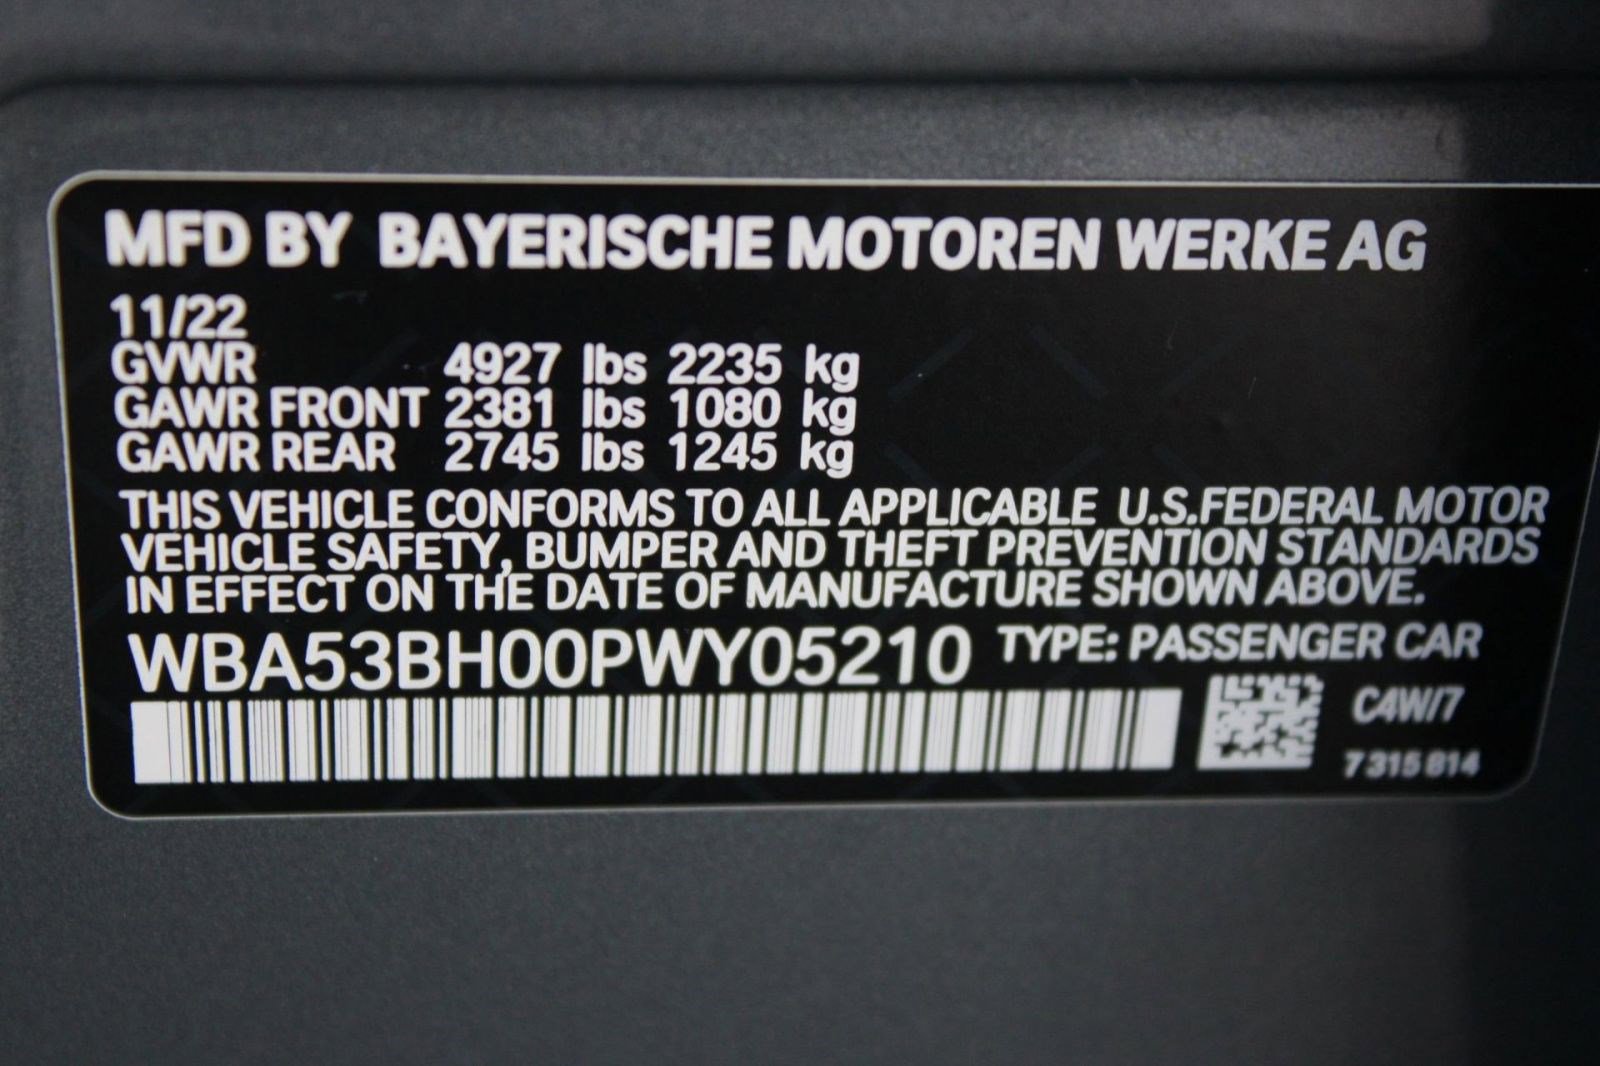 MFD BY BAYERISCHE MOTOREN WERKE AG
11/22
GVWR 4927 lbs 2235 kg
GAWR FRONT 2381 lbs 1080 kg
GAWR REAR 2745 lbs 1245 kg
THIS VEHICLE CONFORMS TO ALL APPLICABLE U.S.FEDERAL MOTOR
VEHICLE SAFETY, BUMPER AND THEFT PREVENTION STANDARDS
IN EFFECT ON THE DATE OF MANUFACTURE SHOWN ABOVE.
WBA53BH00PWY05210 TYPE: PASSENGER CAR
C4W/7
7 315 814